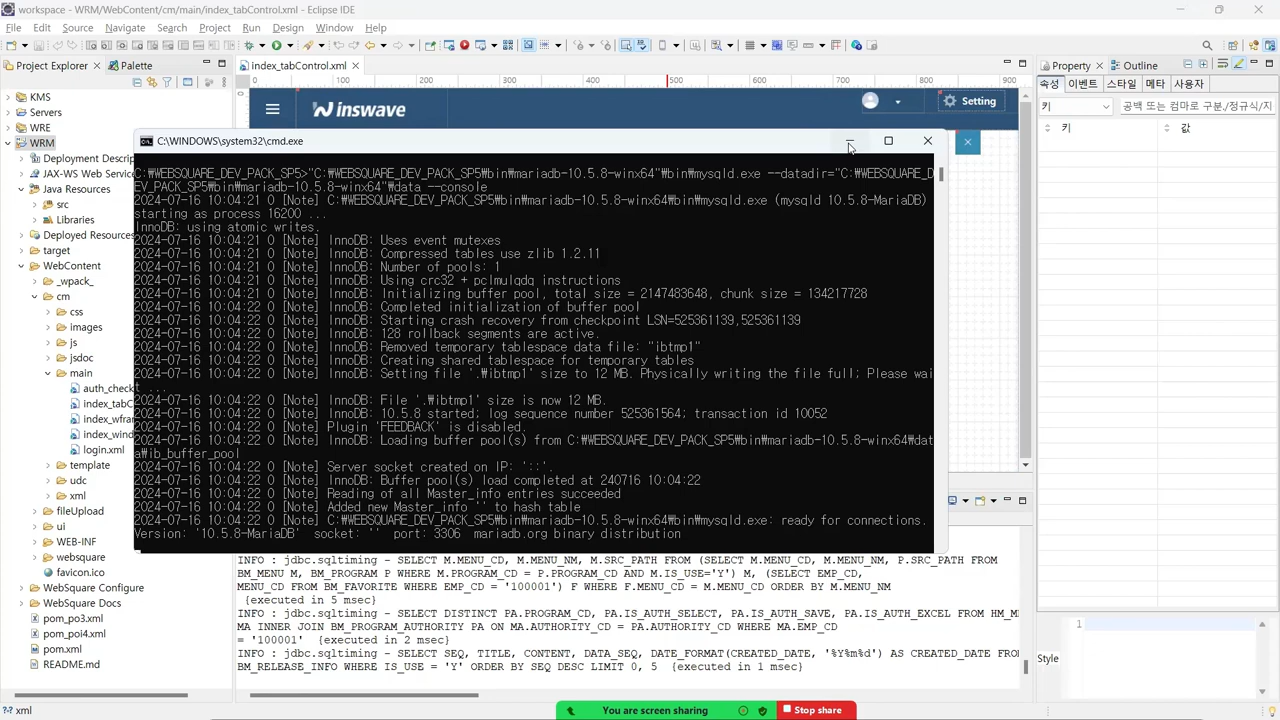 workspace - WRM/WebContent/cm/main/index_tabControl.xml - Eclipse IDE
File Edit Source Navigate Search Project Run Design Window Help
Project Explorer Palette
index_tabControl.xml
Property Outline
속성 이벤트 스타일 메타 사용자
키 공백 또는 컴마로 구분./정규식/지
키 값
0 100 200 300 400 500 600 700 800 900
0
inswave
Setting
KMS
Servers
WRE
WRM
Deployment Descrip
JAX-WS Web Service
Java Resources
src
Libraries
Deployed Resource
target
WebContent
_wpack_
cm
css
images
js
jsdoc
main
auth_check
index_tabC
index_wfra
index_wind
login.xml
template
udc
xml
fileUpload
ui
WEB-INF
websquare
favicon.ico
WebSquare Configure
WebSquare Docs
pom_po3.xml
pom_poi4.xml
pom.xml
README.md
C:\WINDOWS\system32\cmd.exe
C:₩WEBSQUARE_DEV_PACK_SP5>"C:₩WEBSQUARE_DEV_PACK_SP5₩bin₩mariadb-10.5.8-winx64"₩bin₩mysqld.exe --datadir="C:₩WEBSQUARE_D
EV_PACK_SP5₩bin₩mariadb-10.5.8-winx64"₩data --console
2024-07-16 10:04:21 0 [Note] C:₩WEBSQUARE_DEV_PACK_SP5₩bin₩mariadb-10.5.8-winx64₩bin₩mysqld.exe (mysqld 10.5.8-MariaDB)
starting as process 16200 ...
InnoDB: using atomic writes.
2024-07-16 10:04:21 0 [Note] InnoDB: Uses event mutexes
2024-07-16 10:04:21 0 [Note] InnoDB: Compressed tables use zlib 1.2.11
2024-07-16 10:04:21 0 [Note] InnoDB: Number of pools: 1
2024-07-16 10:04:21 0 [Note] InnoDB: Using crc32 + pclmulqdq instructions
2024-07-16 10:04:21 0 [Note] InnoDB: Initializing buffer pool, total size = 2147483648, chunk size = 134217728
2024-07-16 10:04:22 0 [Note] InnoDB: Completed initialization of buffer pool
2024-07-16 10:04:22 0 [Note] InnoDB: Starting crash recovery from checkpoint LSN=525361139,525361139
2024-07-16 10:04:22 0 [Note] InnoDB: 128 rollback segments are active.
2024-07-16 10:04:22 0 [Note] InnoDB: Removed temporary tablespace data file: "ibtmp1"
2024-07-16 10:04:22 0 [Note] InnoDB: Creating shared tablespace for temporary tables
2024-07-16 10:04:22 0 [Note] InnoDB: Setting file '.₩ibtmp1' size to 12 MB. Physically writing the file full; Please wai
t ...
2024-07-16 10:04:22 0 [Note] InnoDB: File '.₩ibtmp1' size is now 12 MB.
2024-07-16 10:04:22 0 [Note] InnoDB: 10.5.8 started; log sequence number 525361564; transaction id 10052
2024-07-16 10:04:22 0 [Note] Plugin 'FEEDBACK' is disabled.
2024-07-16 10:04:22 0 [Note] InnoDB: Loading buffer pool(s) from C:₩WEBSQUARE_DEV_PACK_SP5₩bin₩mariadb-10.5.8-winx64₩dat
a₩ib_buffer_pool
2024-07-16 10:04:22 0 [Note] Server socket created on IP: '::'.
2024-07-16 10:04:22 0 [Note] InnoDB: Buffer pool(s) load completed at 240716 10:04:22
2024-07-16 10:04:22 0 [Note] Reading of all Master_info entries succeeded
2024-07-16 10:04:22 0 [Note] Added new Master_info '' to hash table
2024-07-16 10:04:22 0 [Note] C:₩WEBSQUARE_DEV_PACK_SP5₩bin₩mariadb-10.5.8-winx64₩bin₩mysqld.exe: ready for connections.
Version: '10.5.8-MariaDB' socket: '' port: 3306 mariadb.org binary distribution
INFO : jdbc.sqltiming - SELECT M.MENU_CD, M.MENU_NM, M.SRC_PATH FROM (SELECT M.MENU_CD, M.MENU_NM, P.SRC_PATH FROM
BM_MENU M, BM_PROGRAM P WHERE M.PROGRAM_CD = P.PROGRAM_CD AND M.IS_USE='Y') M, (SELECT EMP_CD,
MENU_CD FROM BM_FAVORITE WHERE EMP_CD = '100001') F WHERE F.MENU_CD = M.MENU_CD ORDER BY M.MENU_NM
{executed in 5 msec}
INFO : jdbc.sqltiming - SELECT DISTINCT PA.PROGRAM_CD, PA.IS_AUTH_SELECT, PA.IS_AUTH_SAVE, PA.IS_AUTH_EXCEL FROM HM_M
MA INNER JOIN BM_PROGRAM_AUTHORITY PA ON MA.AUTHORITY_CD = PA.AUTHORITY_CD WHERE MA.EMP_CD
= '100001' {executed in 2 msec}
INFO : jdbc.sqltiming - SELECT SEQ, TITLE, CONTENT, DATA_SEQ, DATE_FORMAT(CREATED_DATE, '%Y%m%d') AS CREATED_DATE FRO
BM_RELEASE_INFO WHERE IS_USE = 'Y' ORDER BY SEQ DESC LIMIT 0, 5 {executed in 1 msec}
1
Style
xml
You are screen sharing
Stop share